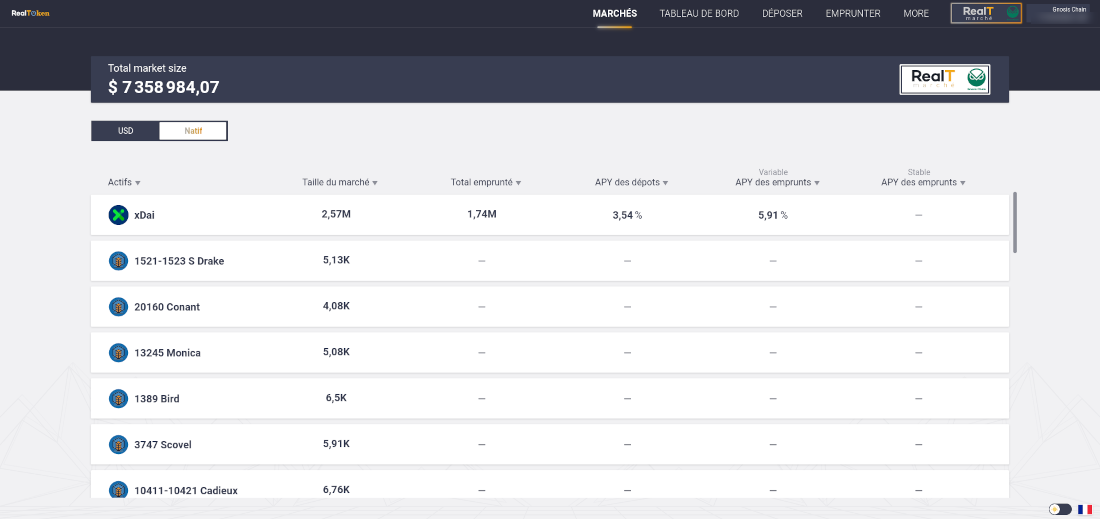 RealToken
MARCHÉS TABLEAU DE BORD DÉPOSER EMPRUNTER MORE
RealT
marché
Gnosis Chain
Total market size
$ 7 358 984,07
RealT
marché
USD Natif
Actifs Taille du marché Total emprunté APY des dépôts Variable APY des emprunts Stable APY des emprunts
xDai 2,57M 1,74M 3,54 % 5,91 % —
1521-1523 S Drake 5,13K — — — —
20160 Conant 4,08K — — — —
13245 Monica 5,08K — — — —
1389 Bird 6,5K — — — —
3747 Scovel 5,91K — — — —
10411-10421 Cadieux 6,76K — — — —